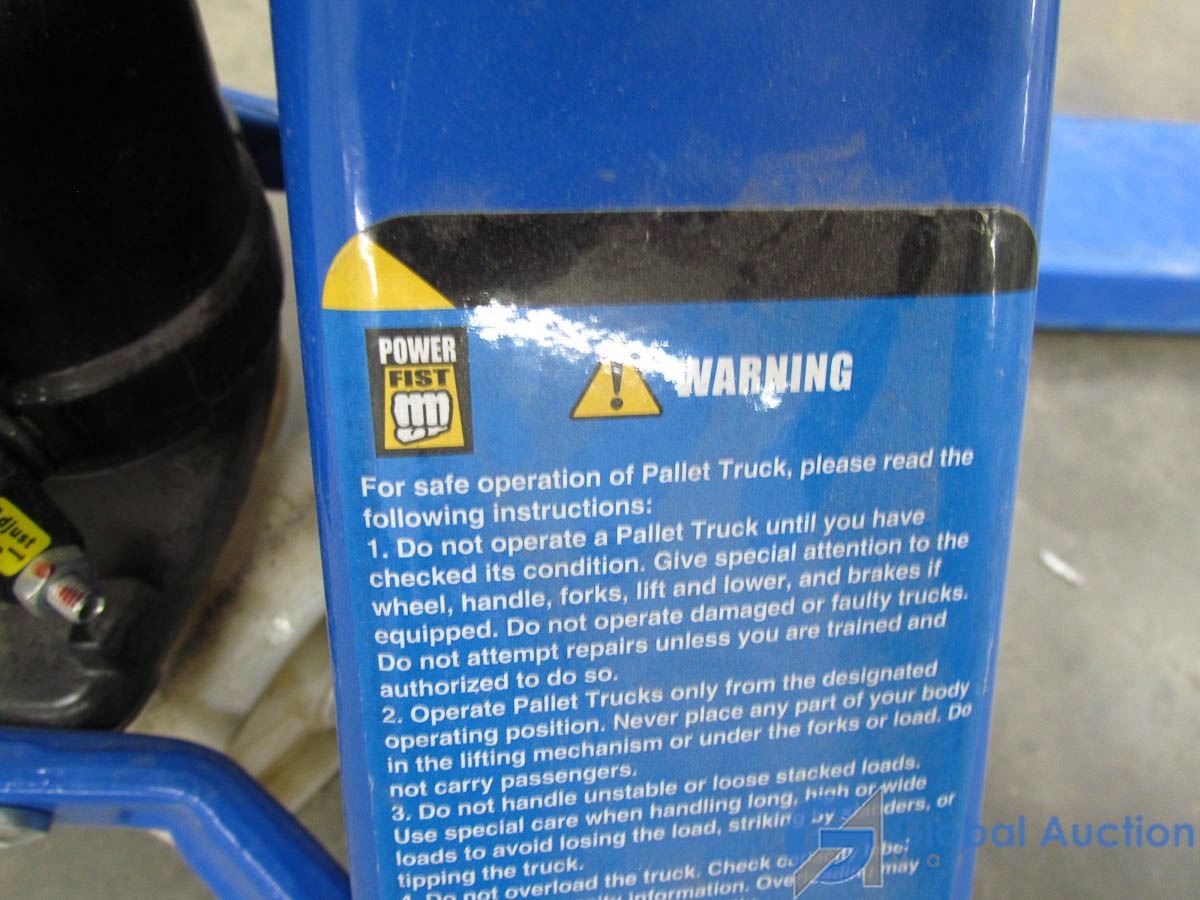 POWER
FIST
WARNING
For safe operation of Pallet Truck, please read the
following instructions:
1. Do not operate a Pallet Truck until you have
checked its condition. Give special attention to the
wheel, handle, forks, lift and lower, and brakes if
equipped. Do not operate damaged or faulty trucks.
Do not attempt repairs unless you are trained and
authorized to do so.
2. Operate Pallet Trucks only from the designated
operating position. Never place any part of your body
in the lifting mechanism or under the forks or load. Do
not carry passengers.
3. Do not handle unstable or loose stacked loads.
Use special care when handling long, high or wide
loads to avoid losing the load, striking by or
tipping the truck.
4. Do not overload the truck. Check may
information.
Global Auction